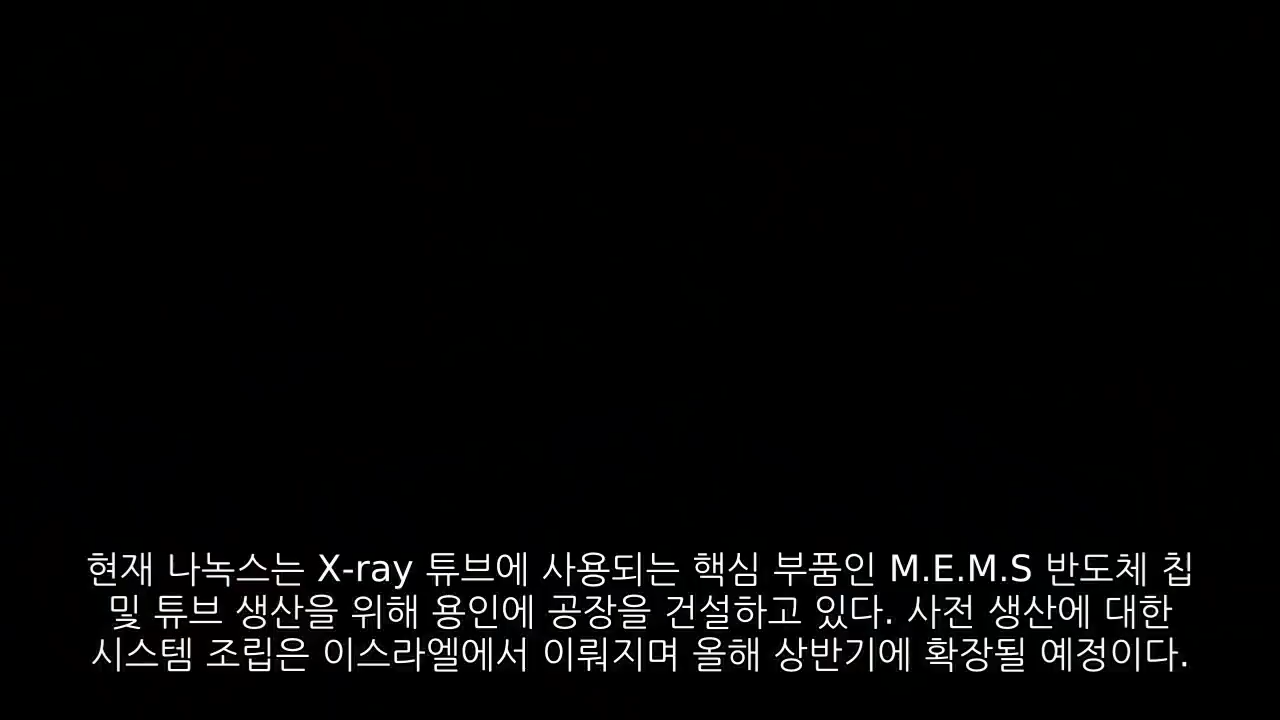 현재 나녹스는 X-ray 튜브에 사용되는 핵심 부품인 M.E.M.S 반도체 칩
및 튜브 생산을 위해 용인에 공장을 건설하고 있다. 사전 생산에 대한
시스템 조립은 이스라엘에서 이뤄지며 올해 상반기에 확장될 예정이다.